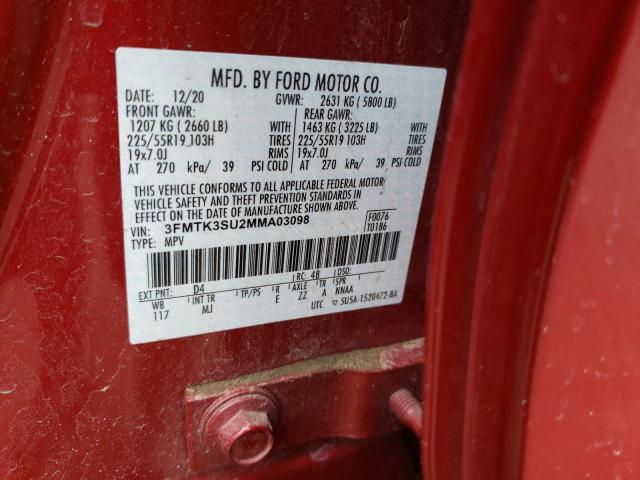 MFD. BY FORD MOTOR CO.
DATE: 12/20 GVWR: 2631 KG ( 5800 LB)
FRONT GAWR: REAR GAWR:
1207 KG ( 2660 LB) WITH 1463 KG ( 3225 LB) WITH
225/55R19 103H TIRES 225/55R19 103H TIRES
19x7.0J RIMS 19x7.0J RIMS
AT 270 kPa/ 39 PSI COLD AT 270 kPa/ 39 PSI COLD
THIS VEHICLE CONFORMS TO ALL APPLICABLE FEDERAL MOTOR
VEHICLE SAFETY AND THEFT PREVENTION STANDARDS IN EFFECT
ON THE DATE OF MANUFACTURE SHOWN ABOVE.
VIN: 3FMTK3SU2MMA03098 F0076
TYPE: MPV T0186
EXT PNT: D4 RC: 48 DSO:
WB INT TR TP/PS R AXLE TR SPR
117 MJ E ZZ A NNAA
UTC ▽ 5U5A-1520472-BA